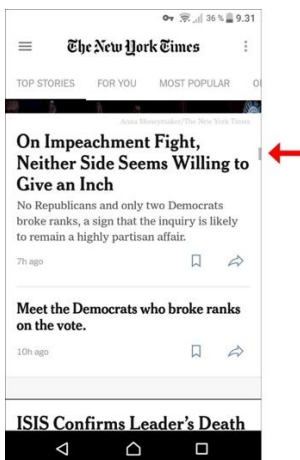 36 % 9.31
The New York Times
TOP STORIES FOR YOU MOST POPULAR
Anna Moneymaker/The New York Times
On Impeachment Fight,
Neither Side Seems Willing to
Give an Inch
No Republicans and only two Democrats
broke ranks, a sign that the inquiry is likely
to remain a highly partisan affair.
7h ago
Meet the Democrats who broke ranks
on the vote.
10h ago
ISIS Confirms Leader's Death